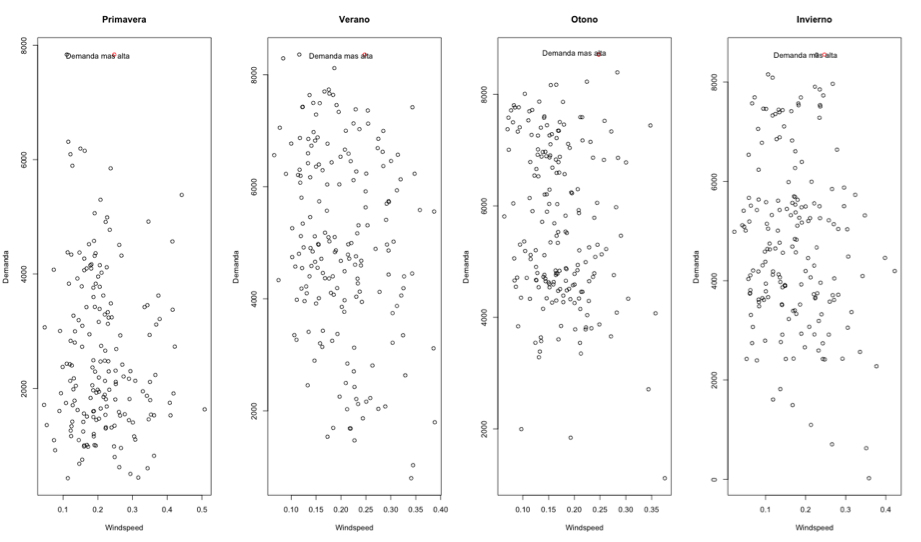 Primavera
Demanda mas alta
8000
6000
4000
2000
Demanda
0.1 0.2 0.3 0.4 0.5
Windspeed
Verano
Demanda mas alta
8000
6000
4000
2000
Demanda
0.10 0.15 0.20 0.25 0.30 0.35 0.40
Windspeed
Otono
Demanda mas alta
8000
6000
4000
2000
Demanda
0.10 0.15 0.20 0.25 0.30 0.35
Windspeed
Invierno
Demanda mas alta
8000
6000
4000
2000
0
Demanda
0.1 0.2 0.3 0.4
Windspeed